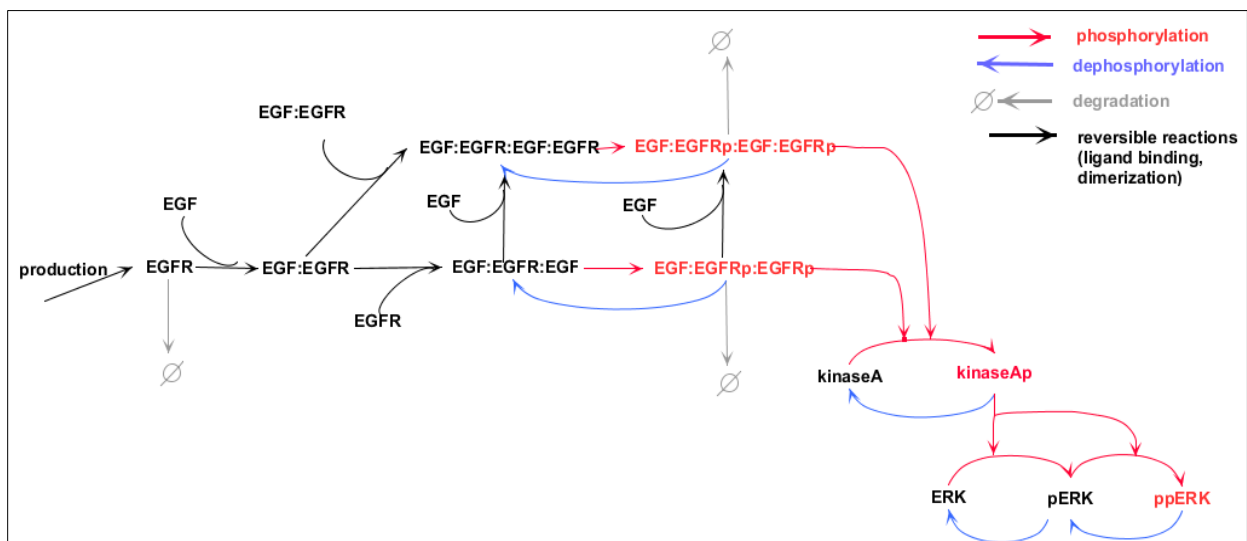 phosphorylation
dephosphorylation
∅
degradation
reversible reactions
(ligand binding,
dimerization)
∅
EGF:EGFR
EGF:EGFR:EGF:EGFR
EGF:EGFRp:EGF:EGFRp
EGF
EGF
EGF
production
EGFR
EGF:EGFR
EGF:EGFR:EGF
EGF:EGFRp:EGFRp
EGFR
∅
∅
kinaseA
kinaseAp
ERK
pERK
ppERK